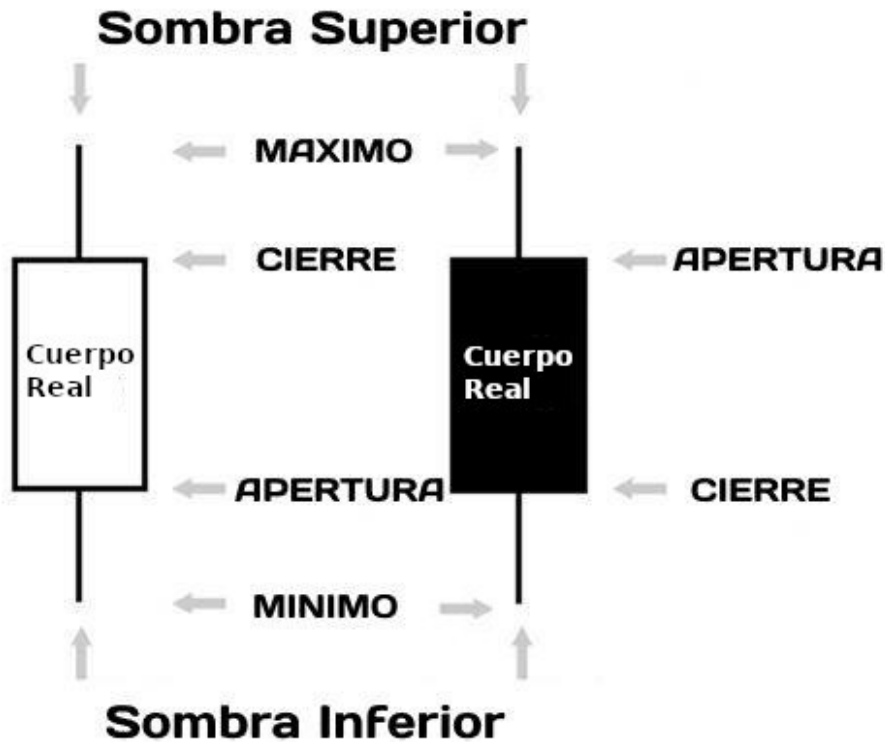 Sombra Superior
MAXIMO
CIERRE
APERTURA
Cuerpo
Real
Cuerpo
Real
APERTURA
CIERRE
MINIMO
Sombra Inferior